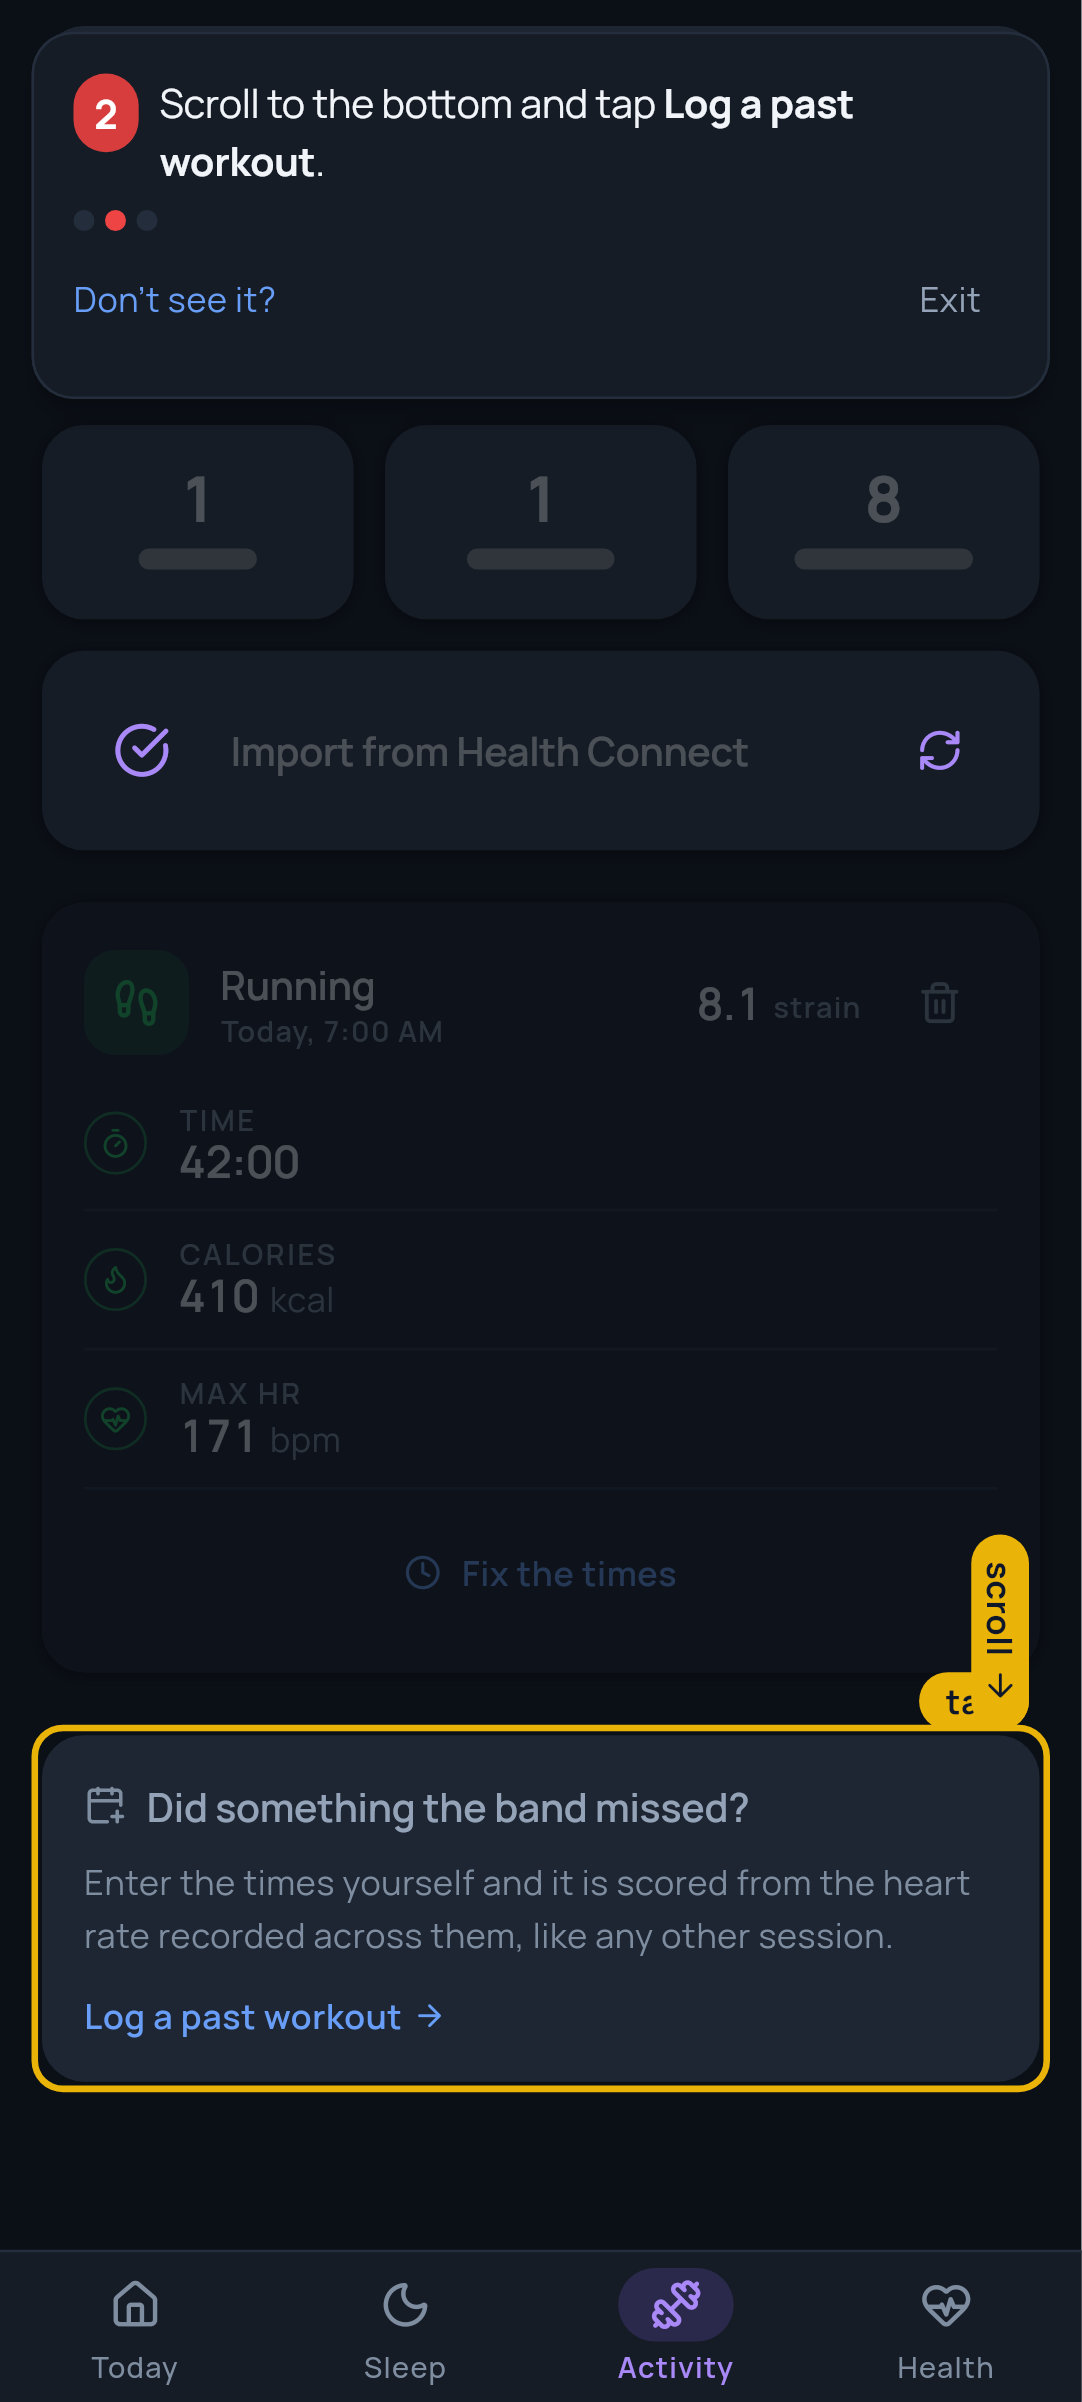 2
Scroll to the bottom and tap Log a past
workout.
Don't see it?
Exit
1
1
8
Import from Health Connect
Running
Today, 7:00 AM
8.1 strain
TIME
42:00
CALORIES
410 kcal
MAX HR
171 bpm
Fix the times
scroll
Did something the band missed?
Enter the times yourself and it is scored from the heart
rate recorded across them, like any other session.
Log a past workout →
Today
Sleep
Activity
Health